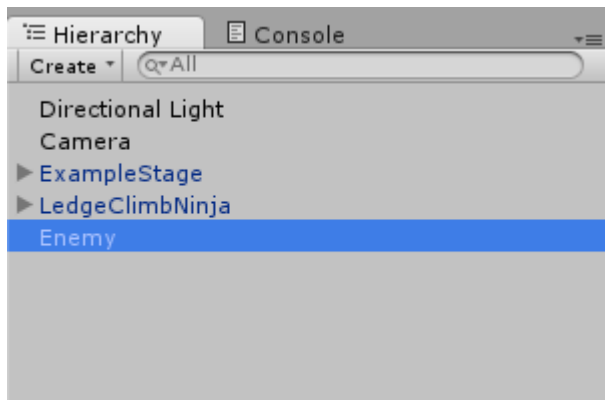 Hierarchy Console
Create All
Directional Light
Camera
ExampleStage
LedgeClimbNinja
Enemy